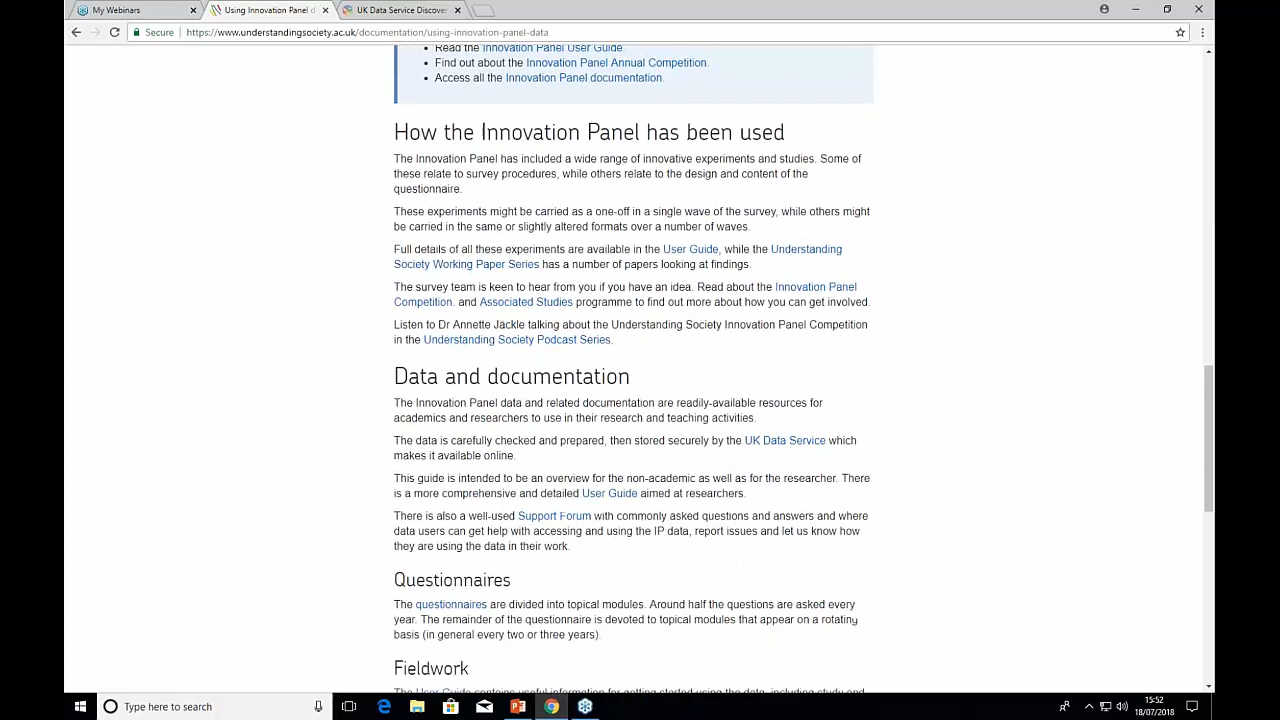 My Webinars
Using Innovation Panel d
UK Data Service Discover
Secure
https://www.understandingsociety.ac.uk/documentation/using-innovation-panel-data
Read the Innovation Panel User Guide.
Find out about the Innovation Panel Annual Competition.
Access all the Innovation Panel documentation.
How the Innovation Panel has been used
The Innovation Panel has included a wide range of innovative experiments and studies. Some of
these relate to survey procedures, while others relate to the design and content of the
questionnaire.
These experiments might be carried as a one-off in a single wave of the survey, while others might
be carried in the same or slightly altered formats over a number of waves.
Full details of all these experiments are available in the User Guide, while the Understanding
Society Working Paper Series has a number of papers looking at findings.
The survey team is keen to hear from you if you have an idea. Read about the Innovation Panel
Competition. and Associated Studies programme to find out more about how you can get involved.
Listen to Dr Annette Jackle talking about the Understanding Society Innovation Panel Competition
in the Understanding Society Podcast Series.
Data and documentation
The Innovation Panel data and related documentation are readily-available resources for
academics and researchers to use in their research and teaching activities.
The data is carefully checked and prepared, then stored securely by the UK Data Service which
makes it available online.
This guide is intended to be an overview for the non-academic as well as for the researcher. There
is a more comprehensive and detailed User Guide aimed at researchers.
There is also a well-used Support Forum with commonly asked questions and answers and where
data users can get help with accessing and using the IP data, report issues and let us know how
they are using the data in their work.
Questionnaires
The questionnaires are divided into topical modules. Around half the questions are asked every
year. The remainder of the questionnaire is devoted to topical modules that appear on a rotating
basis (in general every two or three years).
Fieldwork
The User Guide contains useful information for getting started using the data, including study and
Type here to search
15:52
18/07/2018